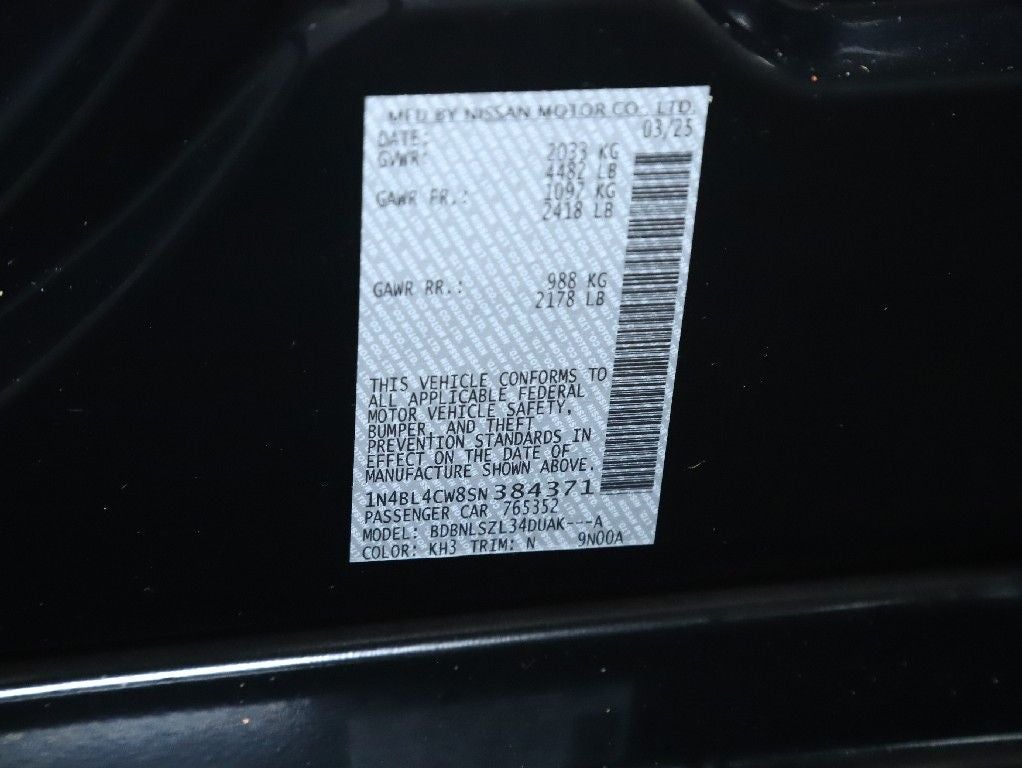 MFD BY NISSAN MOTOR CO., LTD.
DATE: 03/25
GVWR: 2033 KG
4482 LB
GAWR FR.: 1097 KG
2418 LB
GAWR RR.: 988 KG
2178 LB
THIS VEHICLE CONFORMS TO
ALL APPLICABLE FEDERAL
MOTOR VEHICLE SAFETY,
BUMPER, AND THEFT
PREVENTION STANDARDS IN
EFFECT ON THE DATE OF
MANUFACTURE SHOWN ABOVE.
1N4BL4CW8SN384371
PASSENGER CAR 765352
MODEL: BDBNLSZL34DUAK---A
COLOR: KH3 TRIM: N 9N00A